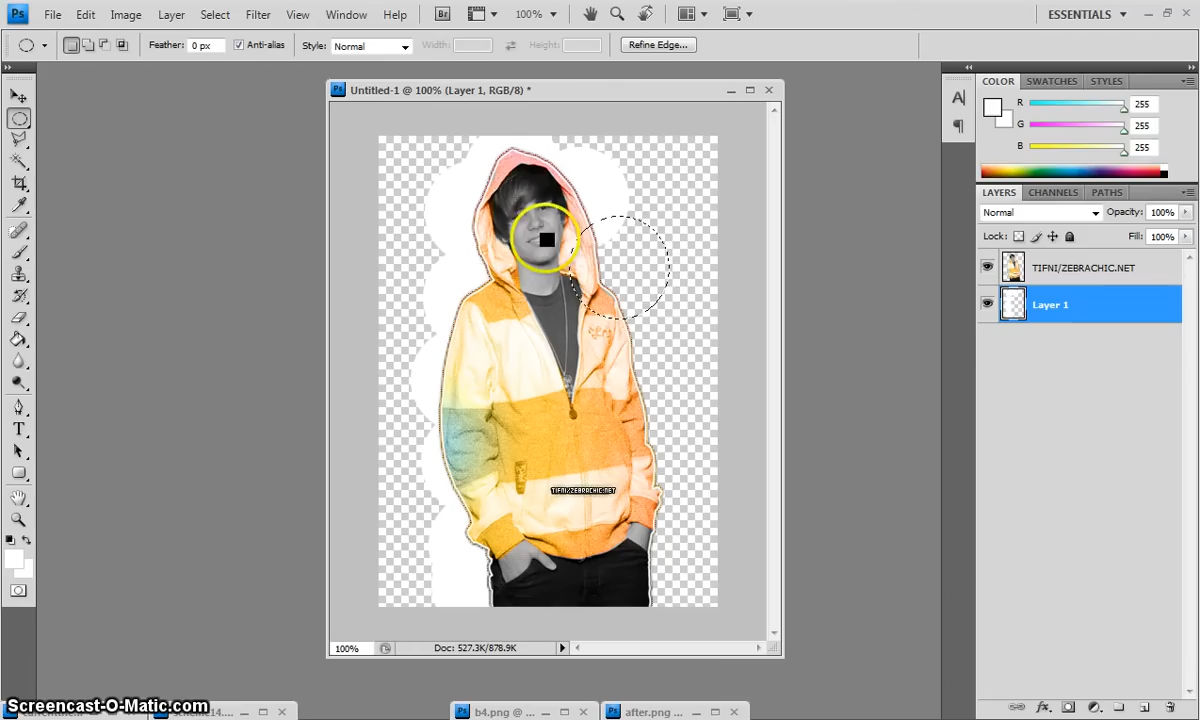 Ps File Edit Image Layer Select Filter View Window Help Br 100% ESSENTIALS
Feather: 0 px Anti-alias Style: Normal Width: Height: Refine Edge...
Ps Untitled-1 @ 100% (Layer 1, RGB/8) *
COLOR SWATCHES STYLES
R 255
G 255
B 255
LAYERS CHANNELS PATHS
Normal Opacity: 100%
Lock: Fill: 100%
TIFNI/ZEBRACHIC.NET
Layer 1
TIFNI/ZEBRACHIC.NET
100% Doc: 527.3K/878.9K
Screencast-O-Matic.com
Ps b4.png @ ... Ps after.png ...